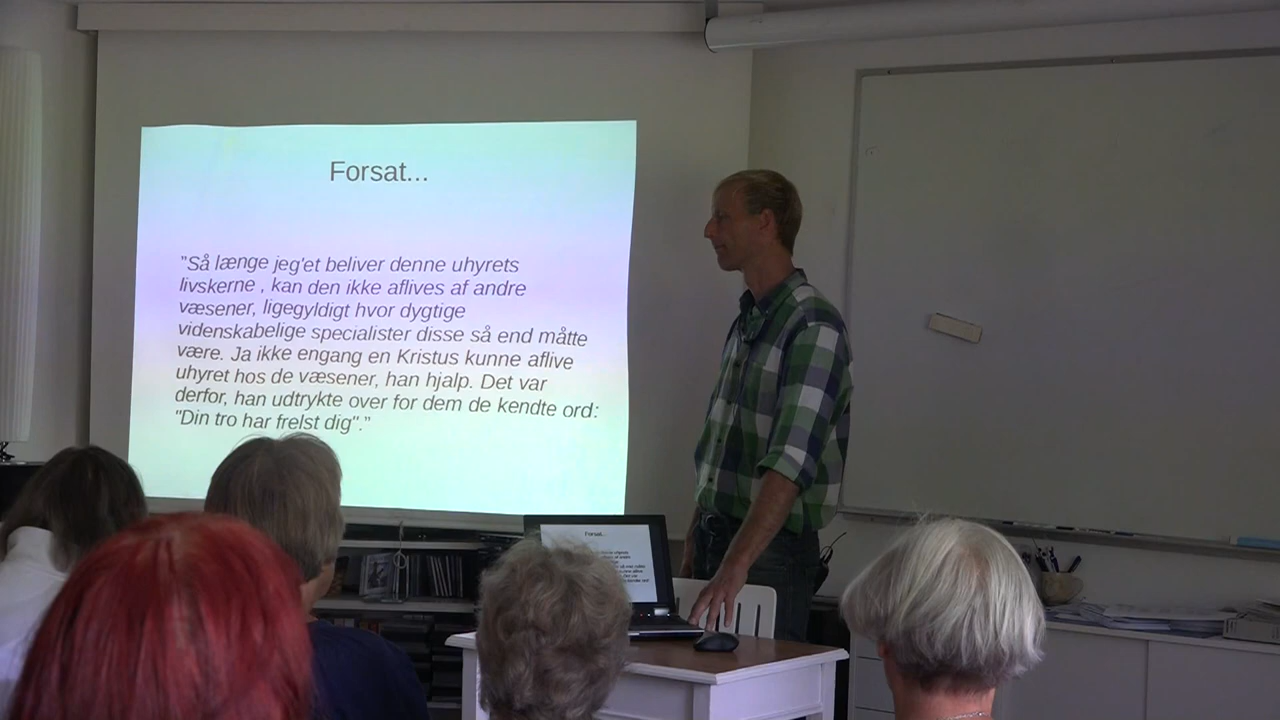 Forsat...
"Så længe jeg'et beliver denne uhyrets
livskerne , kan den ikke aflives af andre
væsener, ligegyldigt hvor dygtige
videnskabelige specialister disse så end måtte
være. Ja ikke engang en Kristus kunne aflive
uhyret hos de væsener, han hjalp. Det var
derfor, han udtrykte over for dem de kendte ord:
"Din tro har frelst dig"."
Forsat...